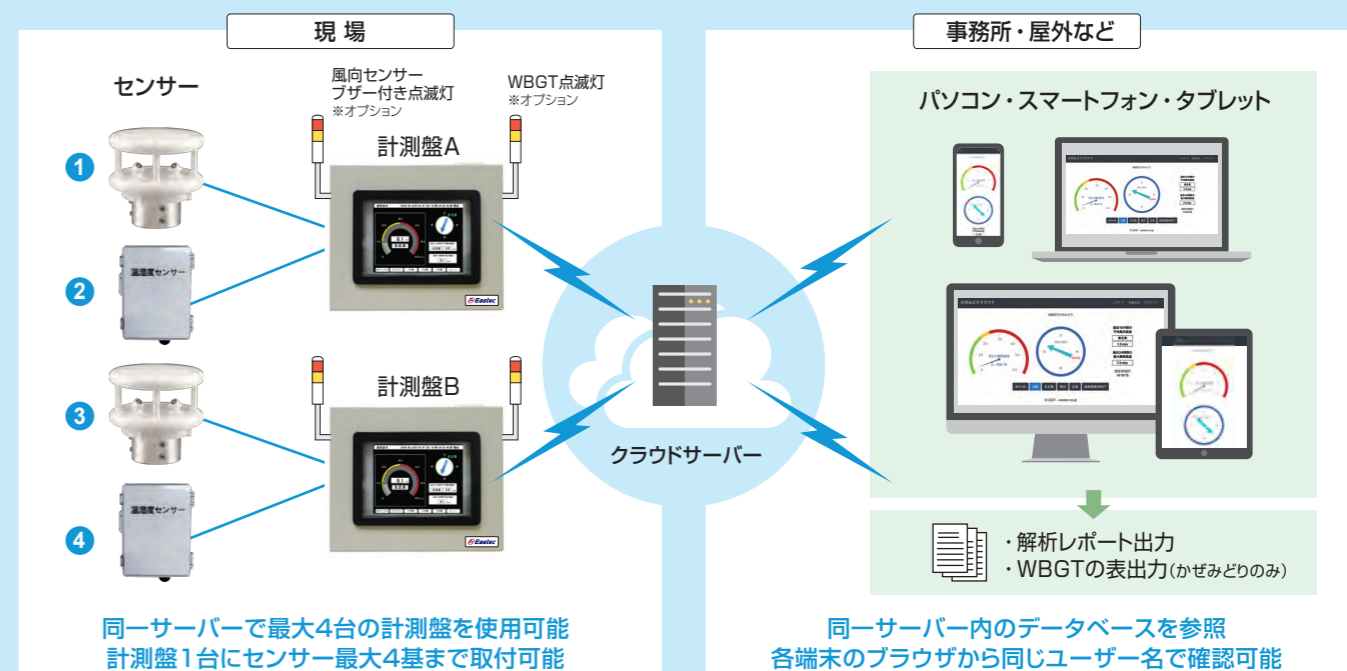 現 場
センサー
風向センサー
ブザー付き点滅灯
※オプション
WBGT点滅灯
※オプション
計測盤A
1
2
温湿度センサー
Eastec
計測盤B
3
4
温湿度センサー
Eastec
クラウドサーバー
同一サーバーで最大4台の計測盤を使用可能
計測盤1台にセンサー最大4基まで取付可能
事務所・屋外など
パソコン・スマートフォン・タブレット
・解析レポート出力
・WBGTの表出力(かぜみどりのみ)
同一サーバー内のデータベースを参照
各端末のブラウザから同じユーザー名で確認可能